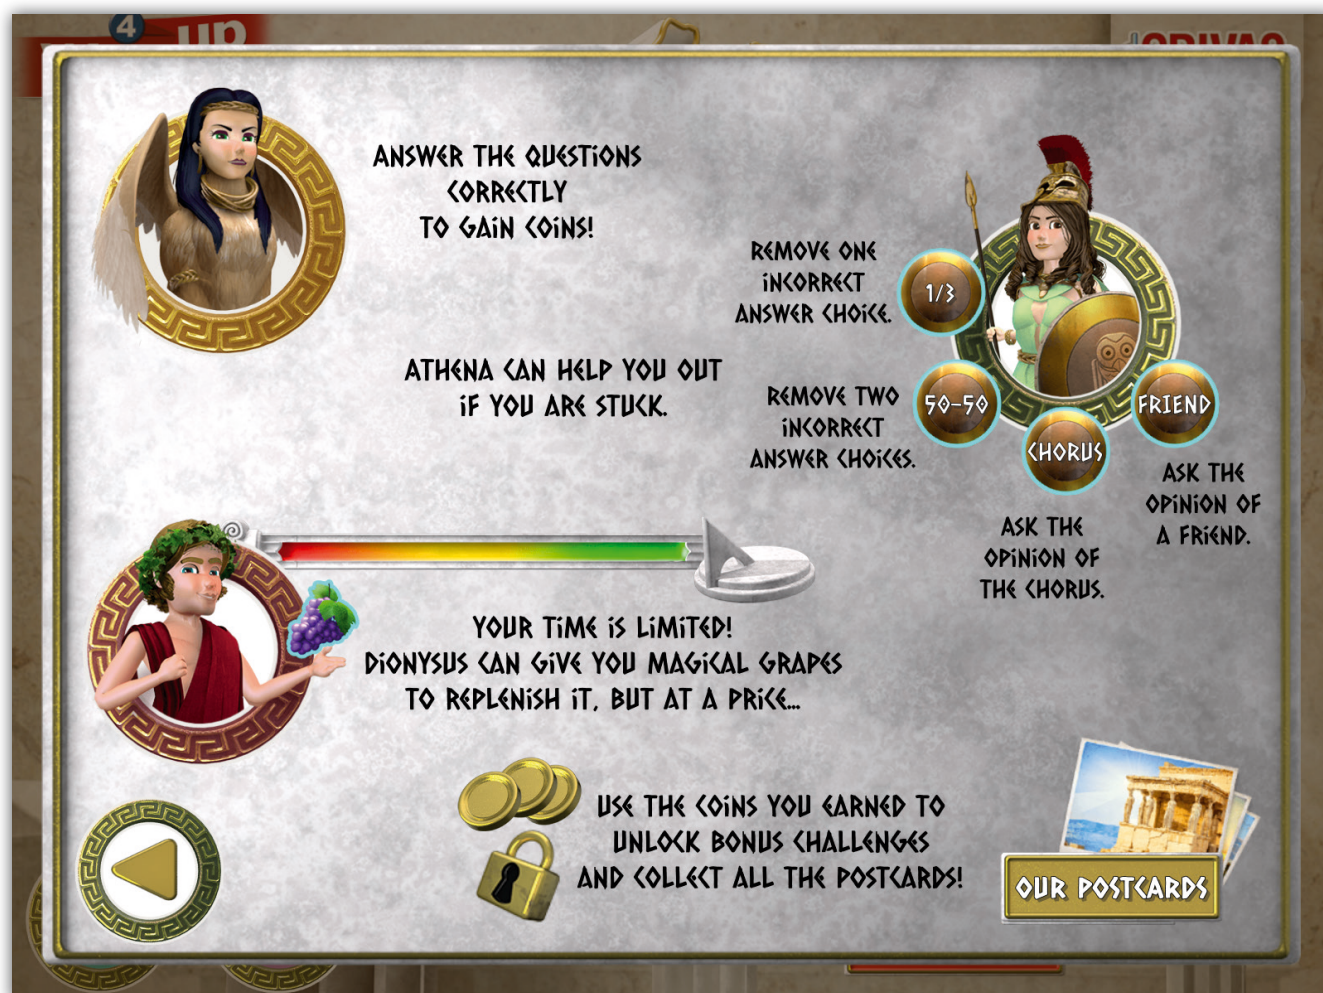 4
up
GRIVAS
ANSWER THE QUESTIONS
CORRECTLY
TO GAIN COINS!
REMOVE ONE
INCORRECT
ANSWER CHOICE.
1/3
ATHENA CAN HELP YOU OUT
IF YOU ARE STUCK.
REMOVE TWO
INCORRECT
ANSWER CHOICES.
50-50
CHORUS
FRIEND
ASK THE
OPINION OF
A FRIEND.
ASK THE
OPINION OF
THE CHORUS.
YOUR TIME IS LIMITED!
DIONYSUS CAN GIVE YOU MAGICAL GRAPES
TO REPLENISH IT, BUT AT A PRICE...
USE THE COINS YOU EARNED TO
UNLOCK BONUS CHALLENGES
AND COLLECT ALL THE POSTCARDS!
OUR POSTCARDS